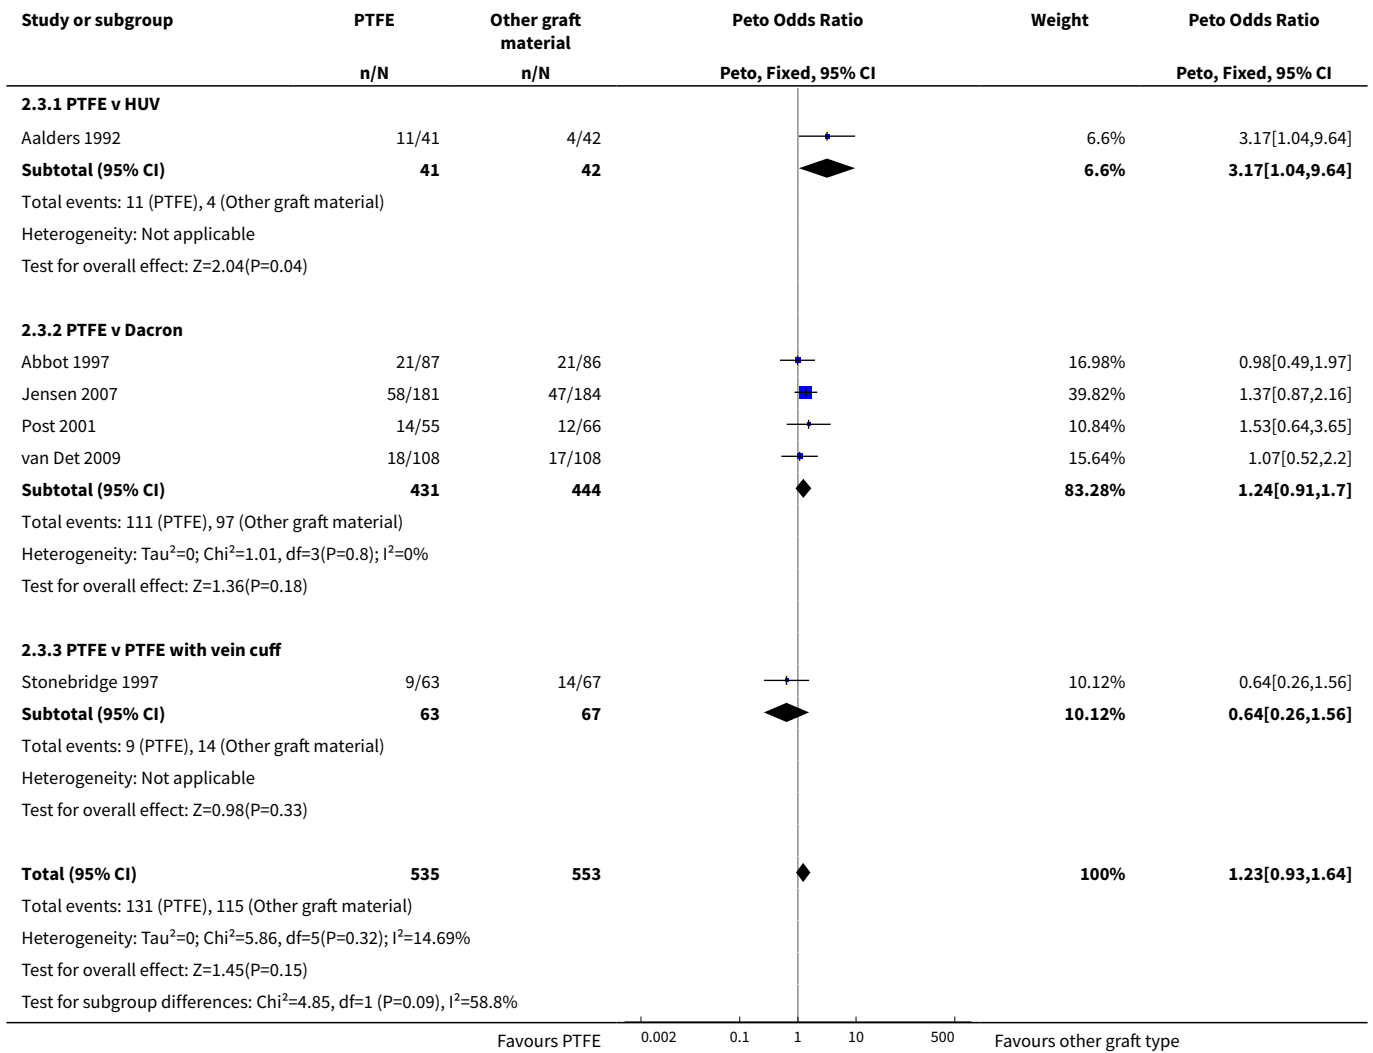 Study or subgroup PTFE Other graft material Peto Odds Ratio Weight Peto Odds Ratio
n/N n/N Peto, Fixed, 95% CI Peto, Fixed, 95% CI
2.3.1 PTFE v HUV
Aalders 1992 11/41 4/42 6.6% 3.17[1.04,9.64]
Subtotal (95% CI) 41 42 6.6% 3.17[1.04,9.64]
Total events: 11 (PTFE), 4 (Other graft material)
Heterogeneity: Not applicable
Test for overall effect: Z=2.04(P=0.04)
2.3.2 PTFE v Dacron
Abbot 1997 21/87 21/86 16.98% 0.98[0.49,1.97]
Jensen 2007 58/181 47/184 39.82% 1.37[0.87,2.16]
Post 2001 14/55 12/66 10.84% 1.53[0.64,3.65]
van Det 2009 18/108 17/108 15.64% 1.07[0.52,2.2]
Subtotal (95% CI) 431 444 83.28% 1.24[0.91,1.7]
Total events: 111 (PTFE), 97 (Other graft material)
Heterogeneity: Tau²=0; Chi²=1.01, df=3(P=0.8); I²=0%
Test for overall effect: Z=1.36(P=0.18)
2.3.3 PTFE v PTFE with vein cuff
Stonebridge 1997 9/63 14/67 10.12% 0.64[0.26,1.56]
Subtotal (95% CI) 63 67 10.12% 0.64[0.26,1.56]
Total events: 9 (PTFE), 14 (Other graft material)
Heterogeneity: Not applicable
Test for overall effect: Z=0.98(P=0.33)
Total (95% CI) 535 553 100% 1.23[0.93,1.64]
Total events: 131 (PTFE), 115 (Other graft material)
Heterogeneity: Tau²=0; Chi²=5.86, df=5(P=0.32); I²=14.69%
Test for overall effect: Z=1.45(P=0.15)
Test for subgroup differences: Chi²=4.85, df=1 (P=0.09), I²=58.8%
Favours PTFE 0.002 0.1 1 10 500 Favours other graft type